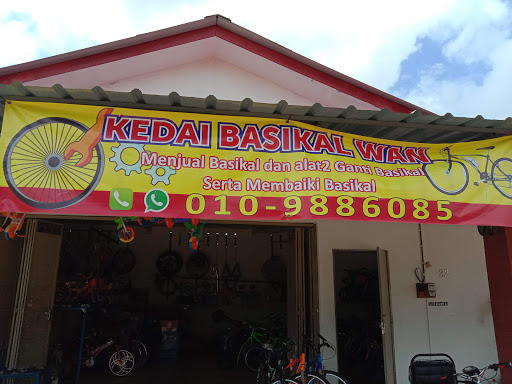 KEDAI BASIKAL WAN
Menjual Basikal dan alat2 Ganti Basikal
Serta Membaiki Basikal
010-9886085